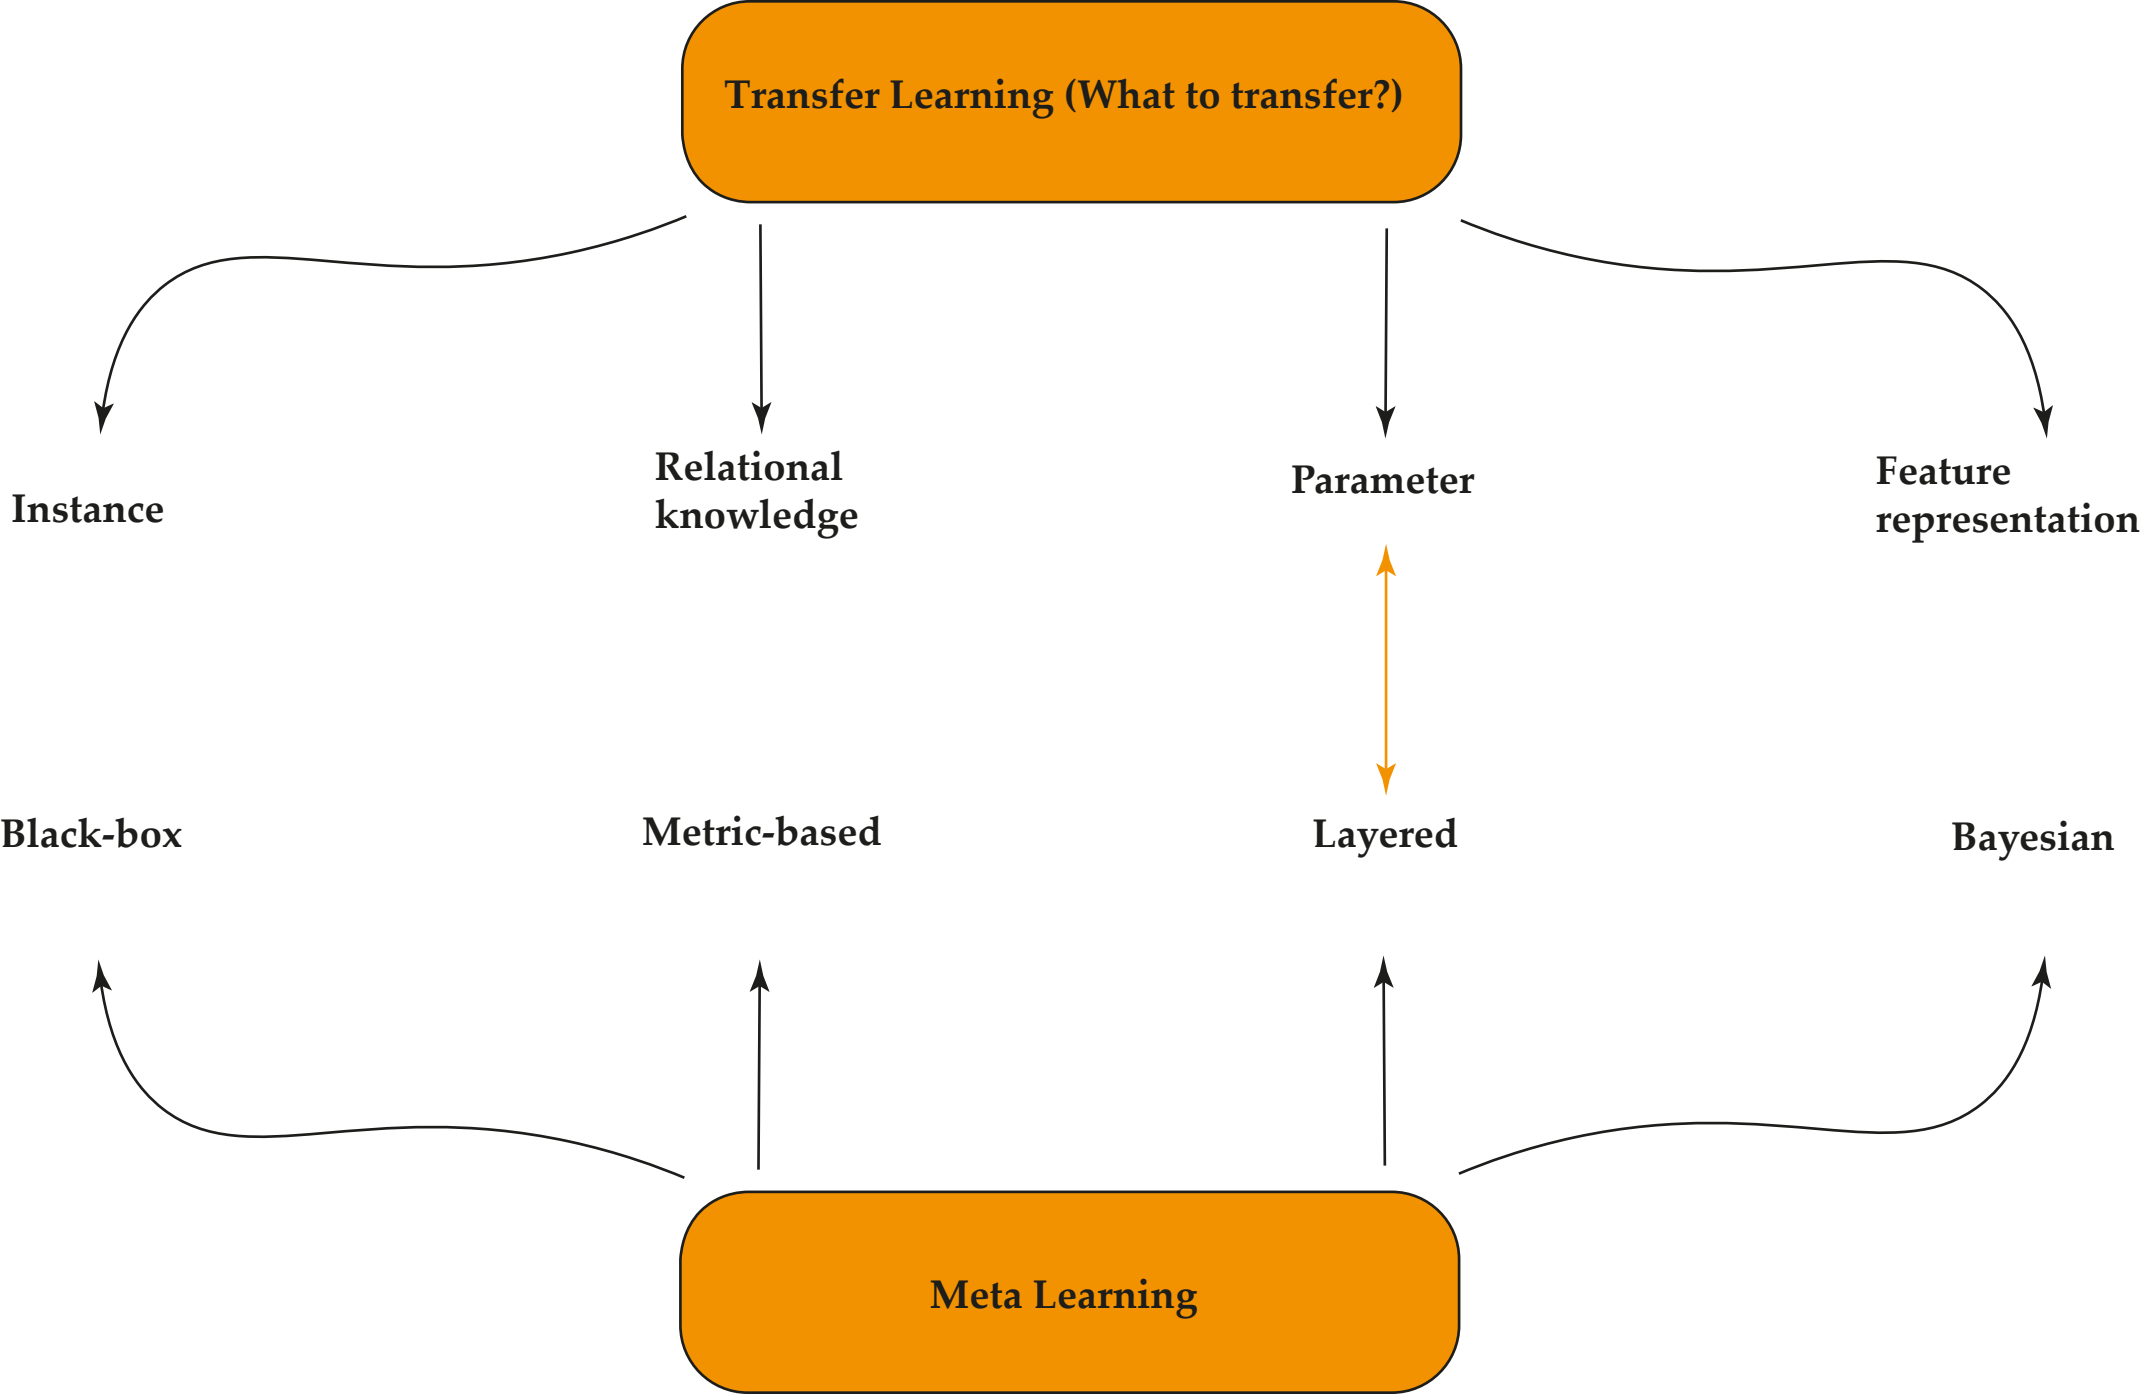 Transfer Learning (What to transfer?)
Instance
Relational
knowledge
Parameter
Feature
representation
Black-box
Metric-based
Layered
Bayesian
Meta Learning